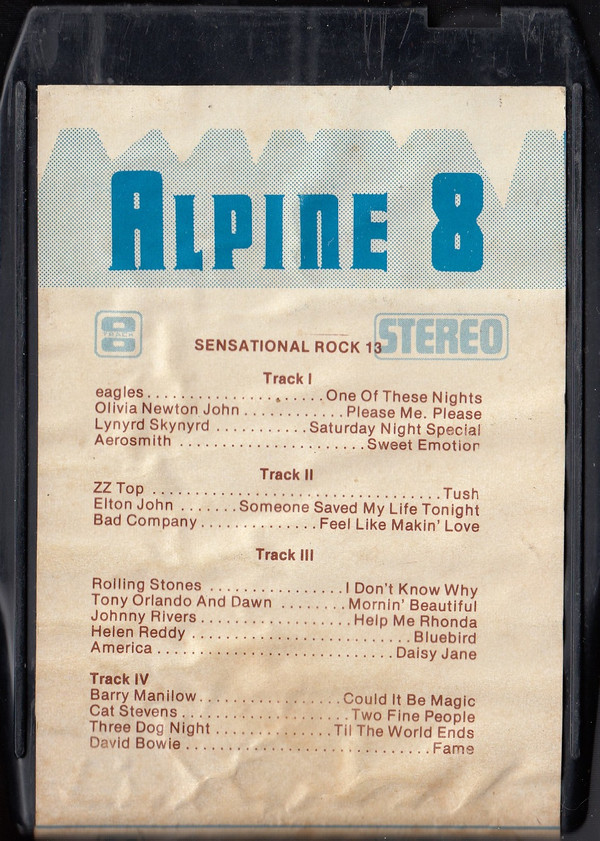 ALPINE 8
8
TRACK
SENSATIONAL ROCK 13 STEREO
Track I
eagles.....................One Of These Nights
Olivia Newton John............Please Me. Please
Lynyrd Skynyrd ..........Saturday Night Special
Aerosmith ....................Sweet Emotion
Track II
ZZ Top ................................Tush
Elton John .......Someone Saved My Life Tonight
Bad Company.............Feel Like Makin' Love
Track III
Rolling Stones ...............I Don't Know Why
Tony Orlando And Dawn .......Mornin' Beautiful
Johnny Rivers.................Help Me Rhonda
Helen Reddy ........................Bluebird
America ..........................Daisy Jane
Track IV
Barry Manilow...............Could It Be Magic
Cat Stevens...................Two Fine People
Three Dog Night .............Til The World Ends
David Bowie............................Fame